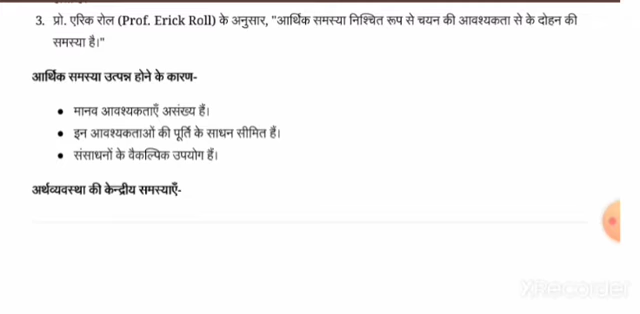 3. प्रो. एरिक रोल (Prof. Erick Roll) के अनुसार, "आर्थिक समस्या निश्चित रूप से चयन की आवश्यकता से के दोहन की
समस्या है।"
आर्थिक समस्या उत्पन्न होने के कारण-
• मानव आवश्यकताएँ असंख्य हैं।
• इन आवश्यकताओं की पूर्ति के साधन सीमित हैं।
• संसाधनों के वैकल्पिक उपयोग हैं।
अर्थव्यवस्था की केन्द्रीय समस्याएँ-
XRecorder